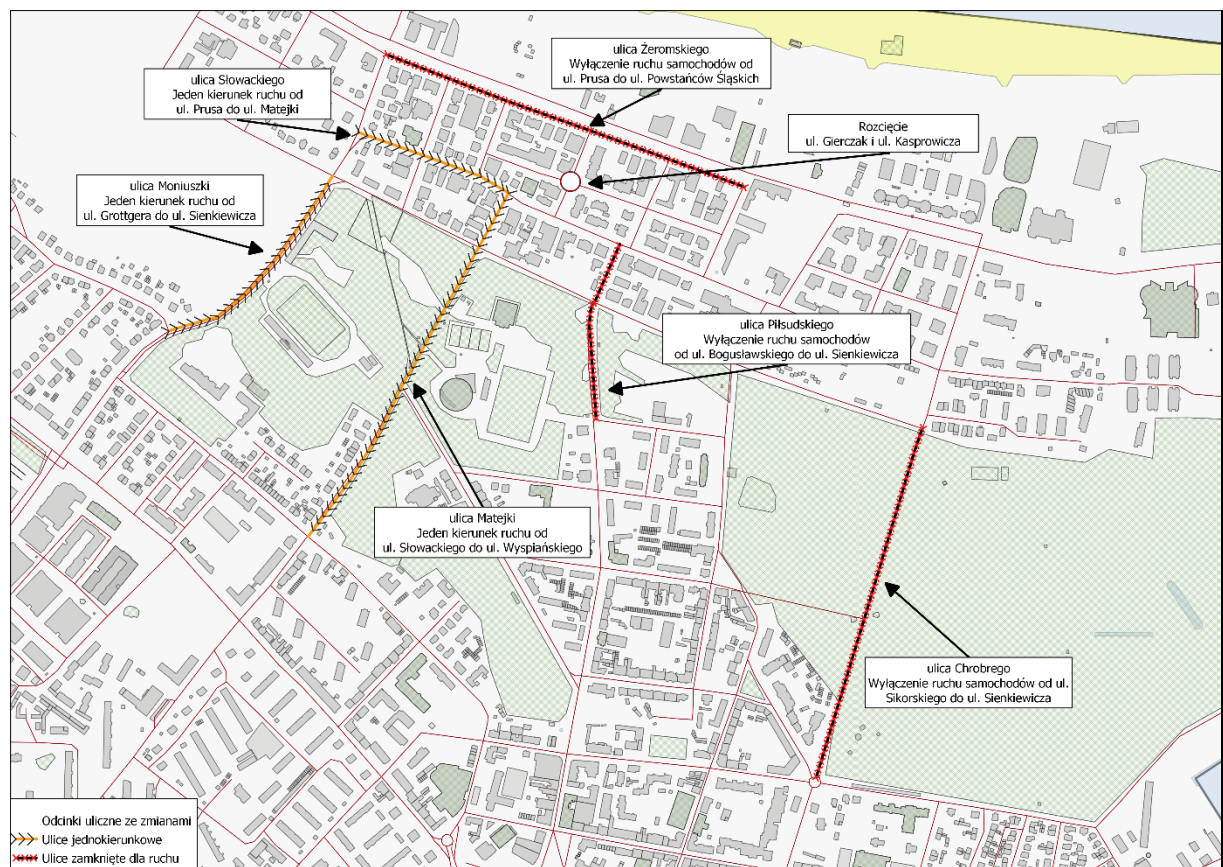 ulica Żeromskiego
Wyłączenie ruchu samochodów od
ul. Prusa do ul. Powstańców Śląskich
ulica Słowackiego
Jeden kierunek ruchu od
ul. Prusa do ul. Matejki
Rozcięcie
ul. Gierczak i ul. Kasprowicza
ulica Moniuszki
Jeden kierunek ruchu od
ul. Grottgera do ul. Sienkiewicza
ulica Piłsudskiego
Wyłączenie ruchu samochodów
od ul. Bogusławskiego do ul. Sienkiewicza
ulica Matejki
Jeden kierunek ruchu od
ul. Słowackiego do ul. Wyspiańskiego
ulica Chrobrego
Wyłączenie ruchu samochodów od ul.
Sikorskiego do ul. Sienkiewicza
Odcinki uliczne ze zmianami
Ulice jednokierunkowe
Ulice zamknięte dla ruchu